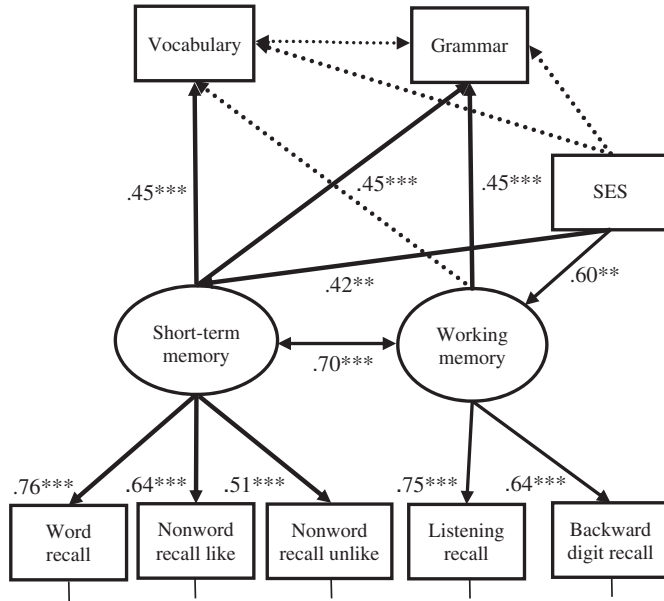 Vocabulary
Grammar
SES
.45***
.45***
.45***
.42**
.60**
Short-term
memory
Working
memory
.70***
.76***
.64***
.51***
.75***
.64***
Word
recall
Nonword
recall like
Nonword
recall unlike
Listening
recall
Backward
digit recall